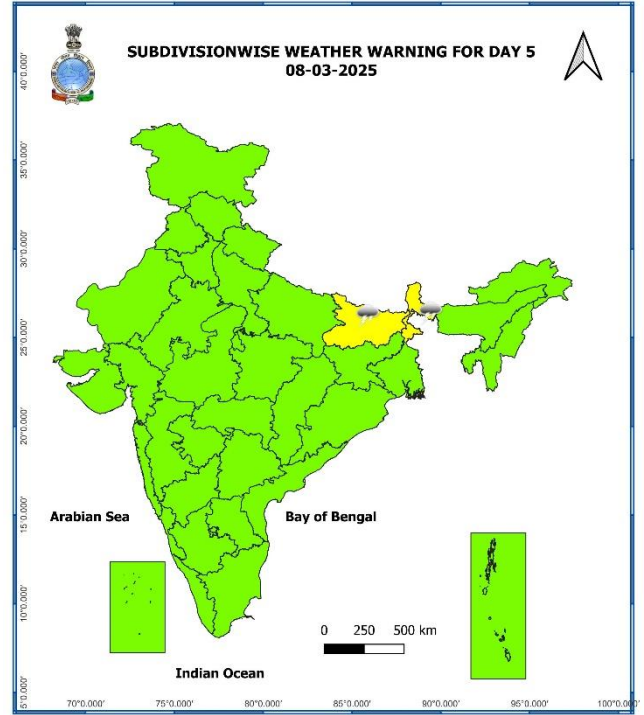 SUBDIVISIONWISE WEATHER WARNING FOR DAY 5
08-03-2025
40°0.000'
35°0.000'
30°0.000'
25°0.000'
20°0.000'
15°0.000'
10°0.000'
5°0.000'
Arabian Sea
Bay of Bengal
0 250 500 km
Indian Ocean
70°0.000' 75°0.000' 80°0.000' 85°0.000' 90°0.000' 95°0.000' 100°0.000'